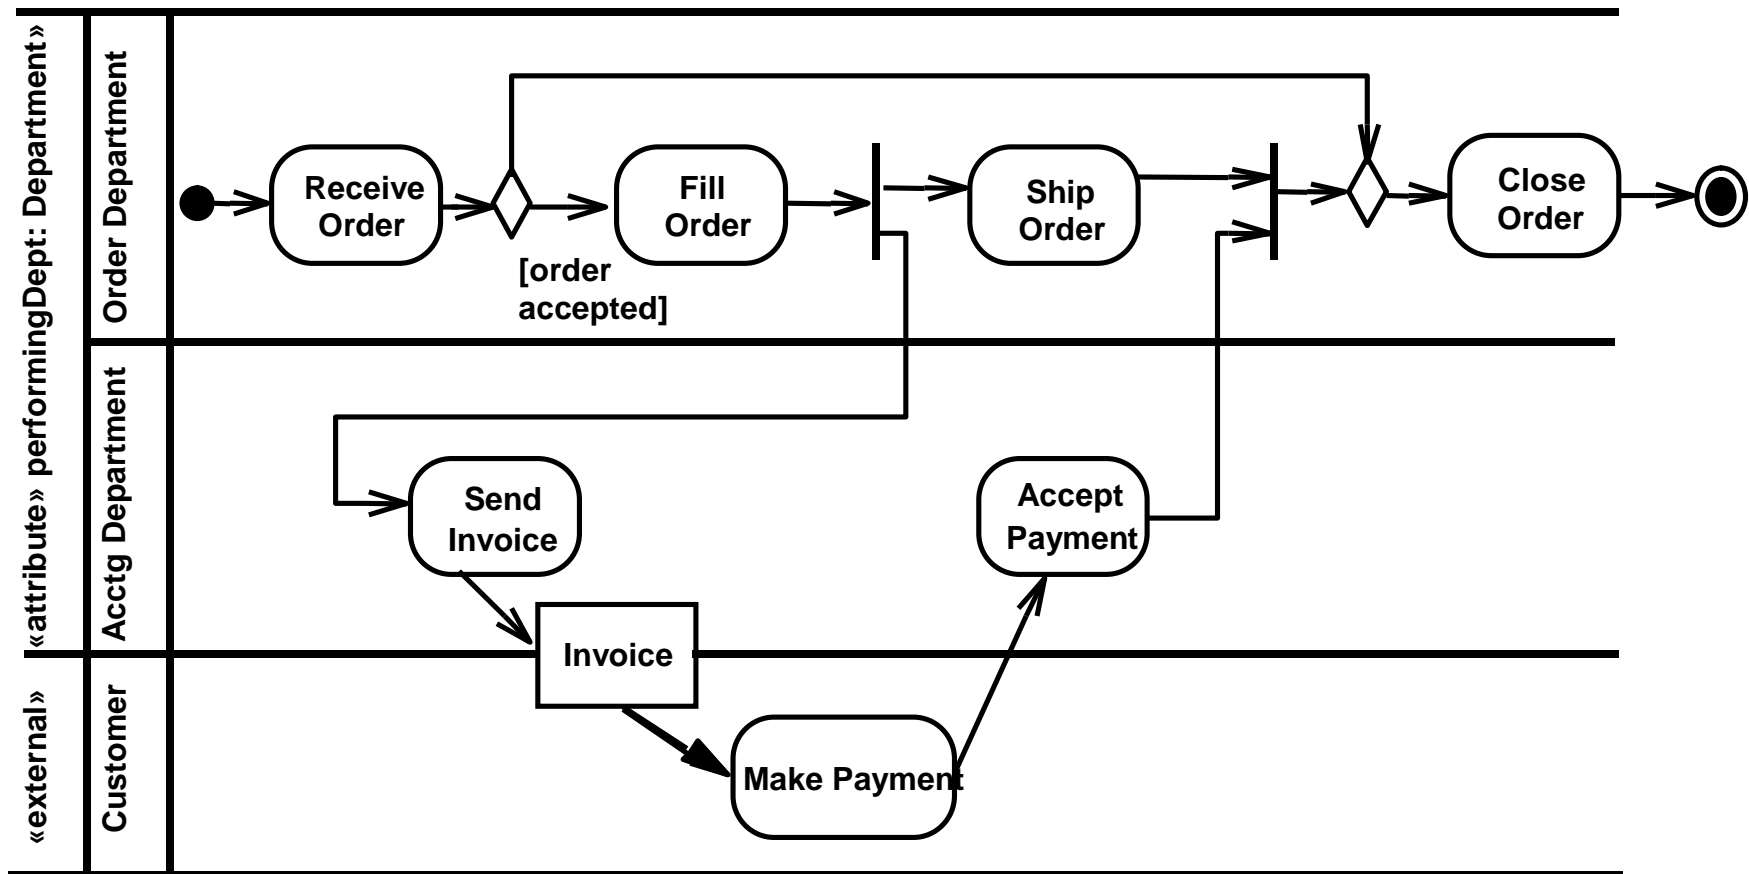 «attribute» performingDept: Department»
Order Department
Receive
Order
Fill
Order
Ship
Order
Close
Order
[order
accepted]
Acctg Department
Send
Invoice
Accept
Payment
Invoice
«external»
Customer
Make Payment